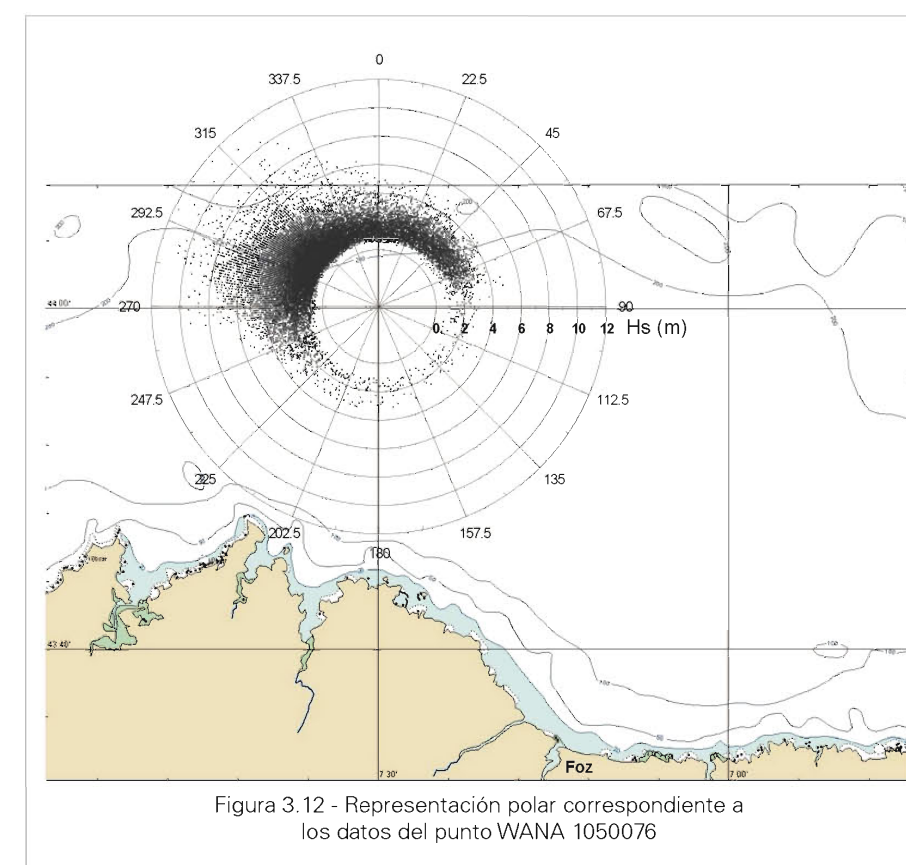 0
337.5 22.5
315 45
292.5 67.5
270 90
0 2 4 6 8 10 12 Hs (m)
247.5 112.5
225 135
202.5 157.5
180
43 40'
Foz
7 30' 7 00'
Figura 3.12 - Representación polar correspondiente a
los datos del punto WANA 1050076